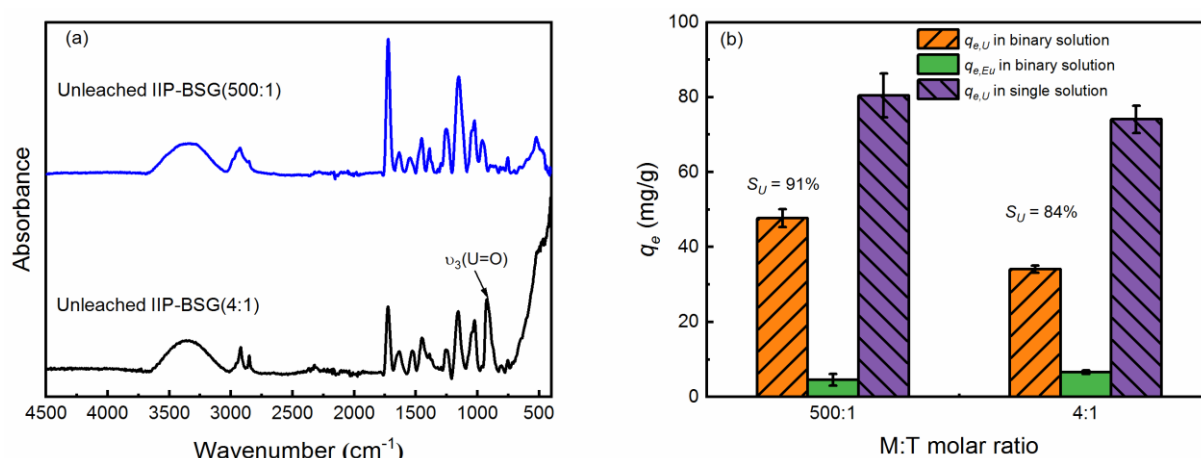 (a)
Unleached IIP-BSG(500:1)
υ3(U=O)
Unleached IIP-BSG(4:1)
Absorbance
4500 4000 3500 3000 2500 2000 1500 1000 500
Wavenumber (cm-1)
(b)
qe,U in binary solution
qe,Eu in binary solution
qe,U in single solution
SU = 91%
SU = 84%
qe (mg/g)
100
80
60
40
20
0
500:1 4:1
M:T molar ratio